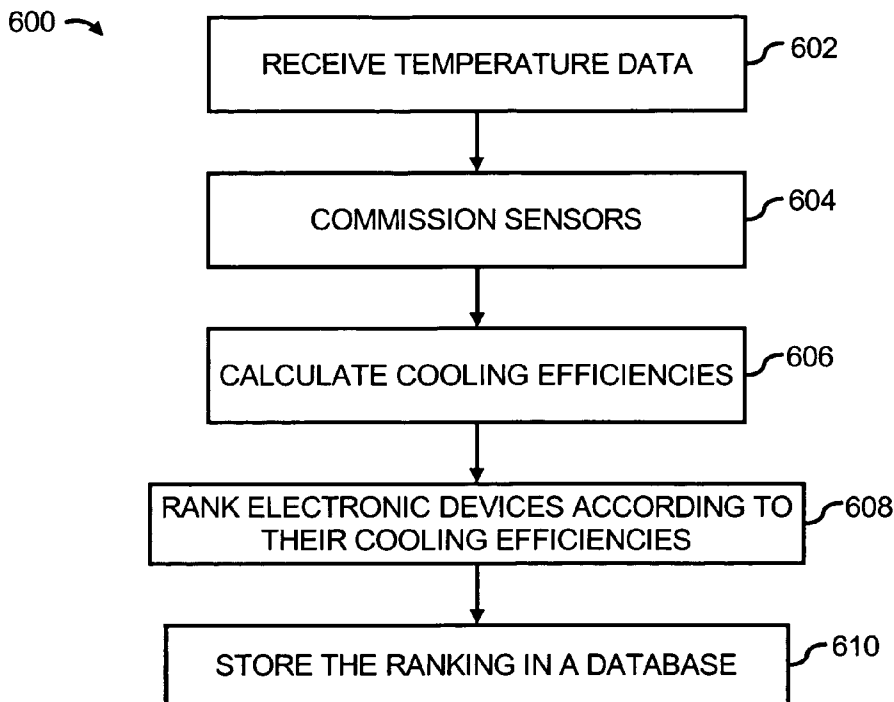 600
RECEIVE TEMPERATURE DATA
602
COMMISSION SENSORS
604
CALCULATE COOLING EFFICIENCIES
606
RANK ELECTRONIC DEVICES ACCORDING TO
THEIR COOLING EFFICIENCIES
608
STORE THE RANKING IN A DATABASE
610